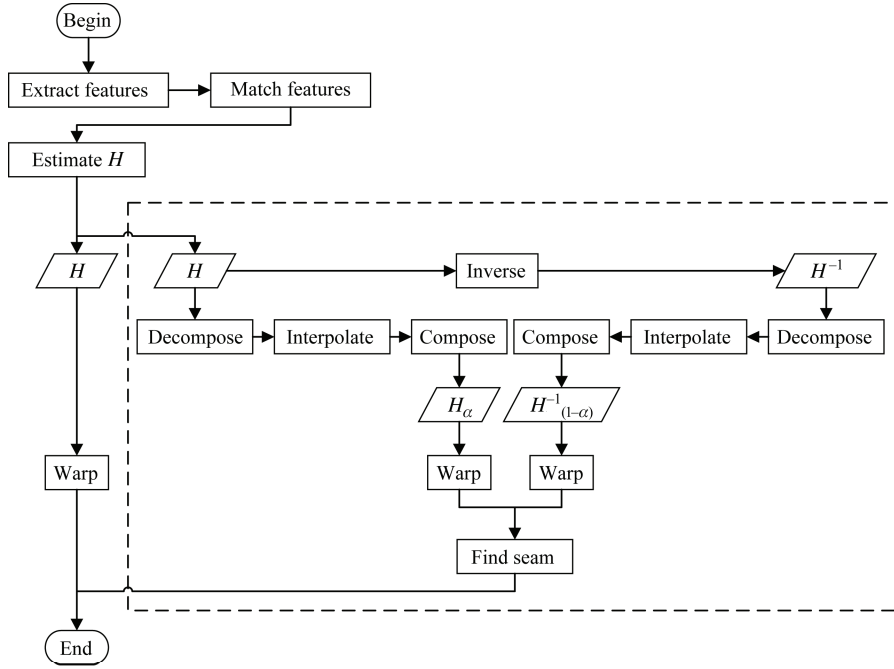 Begin
Extract features
Match features
Estimate H
H
H
Inverse
H⁻¹
Decompose
Interpolate
Compose
Compose
Interpolate
Decompose
Hα
H⁻¹(1−α)
Warp
Warp
Warp
Find seam
End